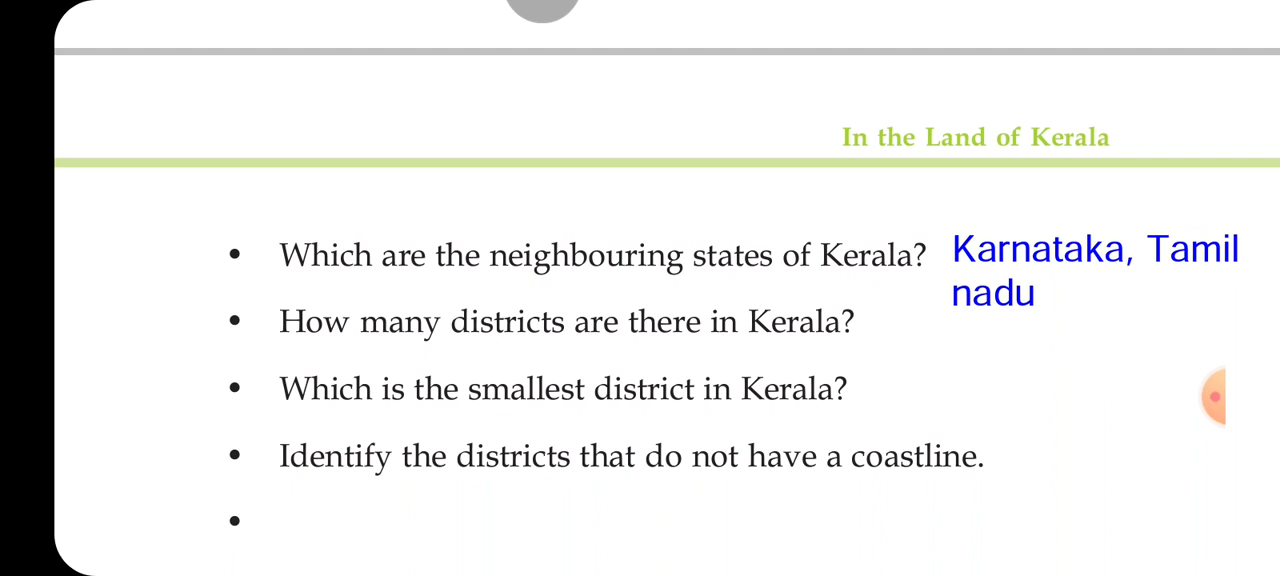 In the Land of Kerala
• Which are the neighbouring states of Kerala? Karnataka, Tamil
nadu
• How many districts are there in Kerala?
• Which is the smallest district in Kerala?
• Identify the districts that do not have a coastline.
•